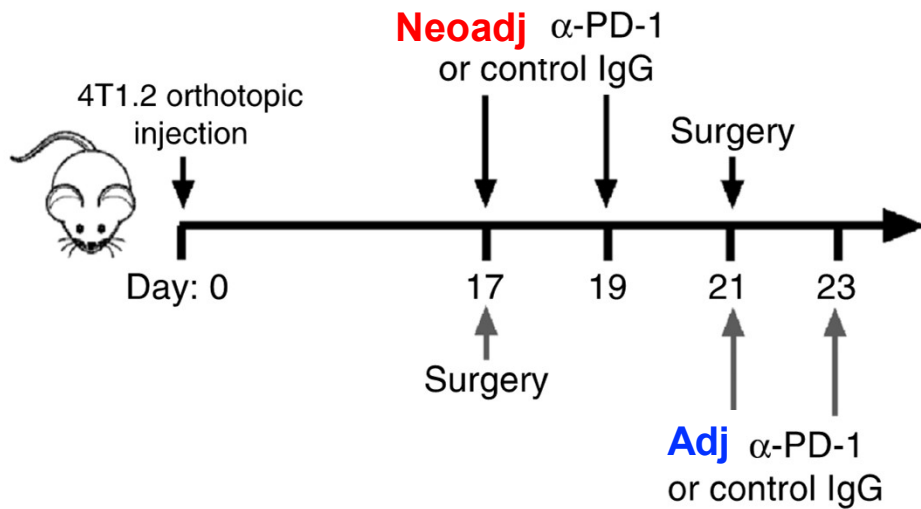 Neoadj α-PD-1
or control IgG
4T1.2 orthotopic
injection
Surgery
Day: 0 17 19 21 23
Surgery
Adj α-PD-1
or control IgG